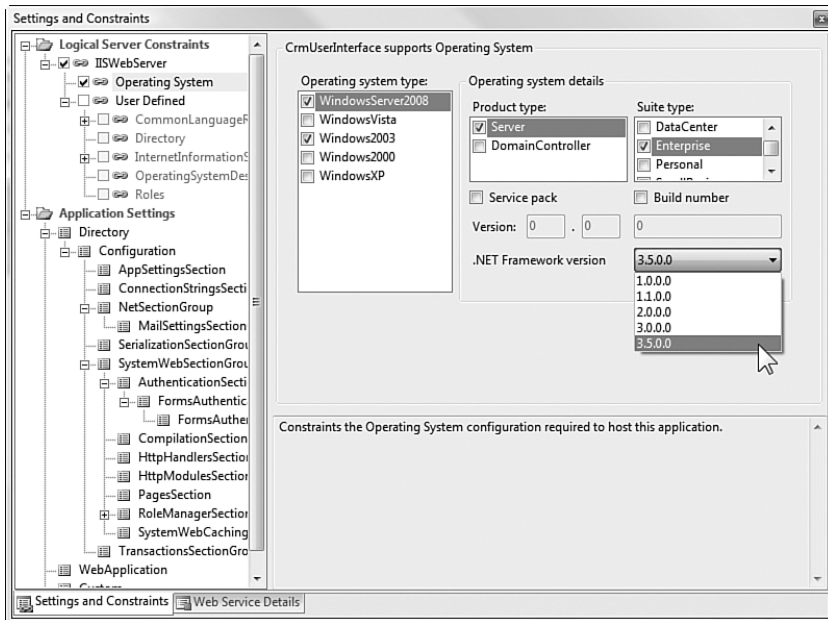 Settings and Constraints
Logical Server Constraints
IISWebServer
Operating System
User Defined
CommonLanguageR
Directory
InternetInformationS
OperatingSystemDes
Roles
Application Settings
Directory
Configuration
AppSettingsSection
ConnectionStringsSecti
NetSectionGroup
MailSettingsSection
SerializationSectionGrou
SystemWebSectionGrou
AuthenticationSecti
FormsAuthentic
FormsAuthen
CompilationSection
HttpHandlersSection
HttpModulesSection
PagesSection
RoleManagerSection
SystemWebCaching
TransactionsSectionGro
WebApplication
CrmUserInterface supports Operating System
Operating system type:
WindowsServer2008
WindowsVista
Windows2003
Windows2000
WindowsXP
Operating system details
Product type:
Server
DomainController
Suite type:
DataCenter
Enterprise
Personal
Service pack
Build number
Version: 0 . 0
0
.NET Framework version
3.5.0.0
1.0.0.0
1.1.0.0
2.0.0.0
3.0.0.0
3.5.0.0
Constraints the Operating System configuration required to host this application.
Settings and Constraints
Web Service Details